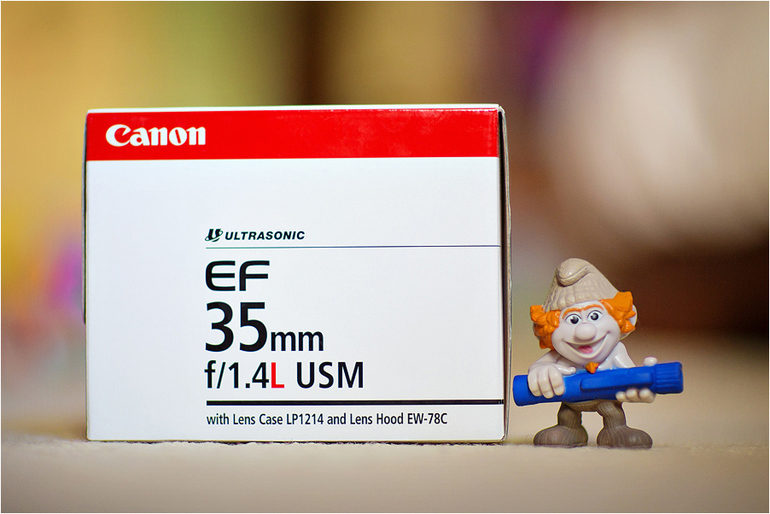 Canon
ULTRASONIC
EF
35mm
f/1.4L USM
with Lens Case LP1214 and Lens Hood EW-78C